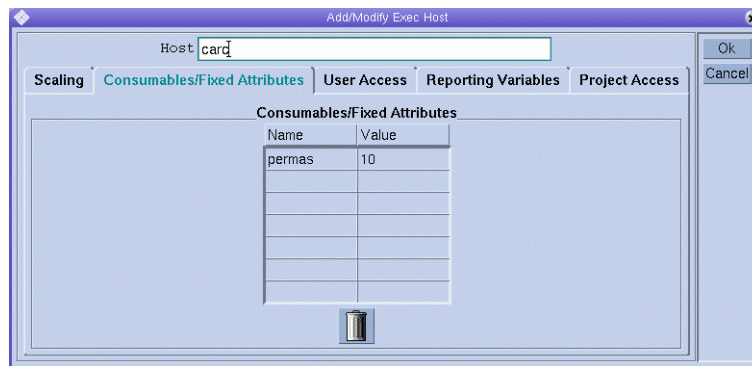 Add/Modify Exec Host
Host carc
Ok
Cancel
Scaling Consumables/Fixed Attributes User Access Reporting Variables Project Access
Consumables/Fixed Attributes
Name Value
permas 10